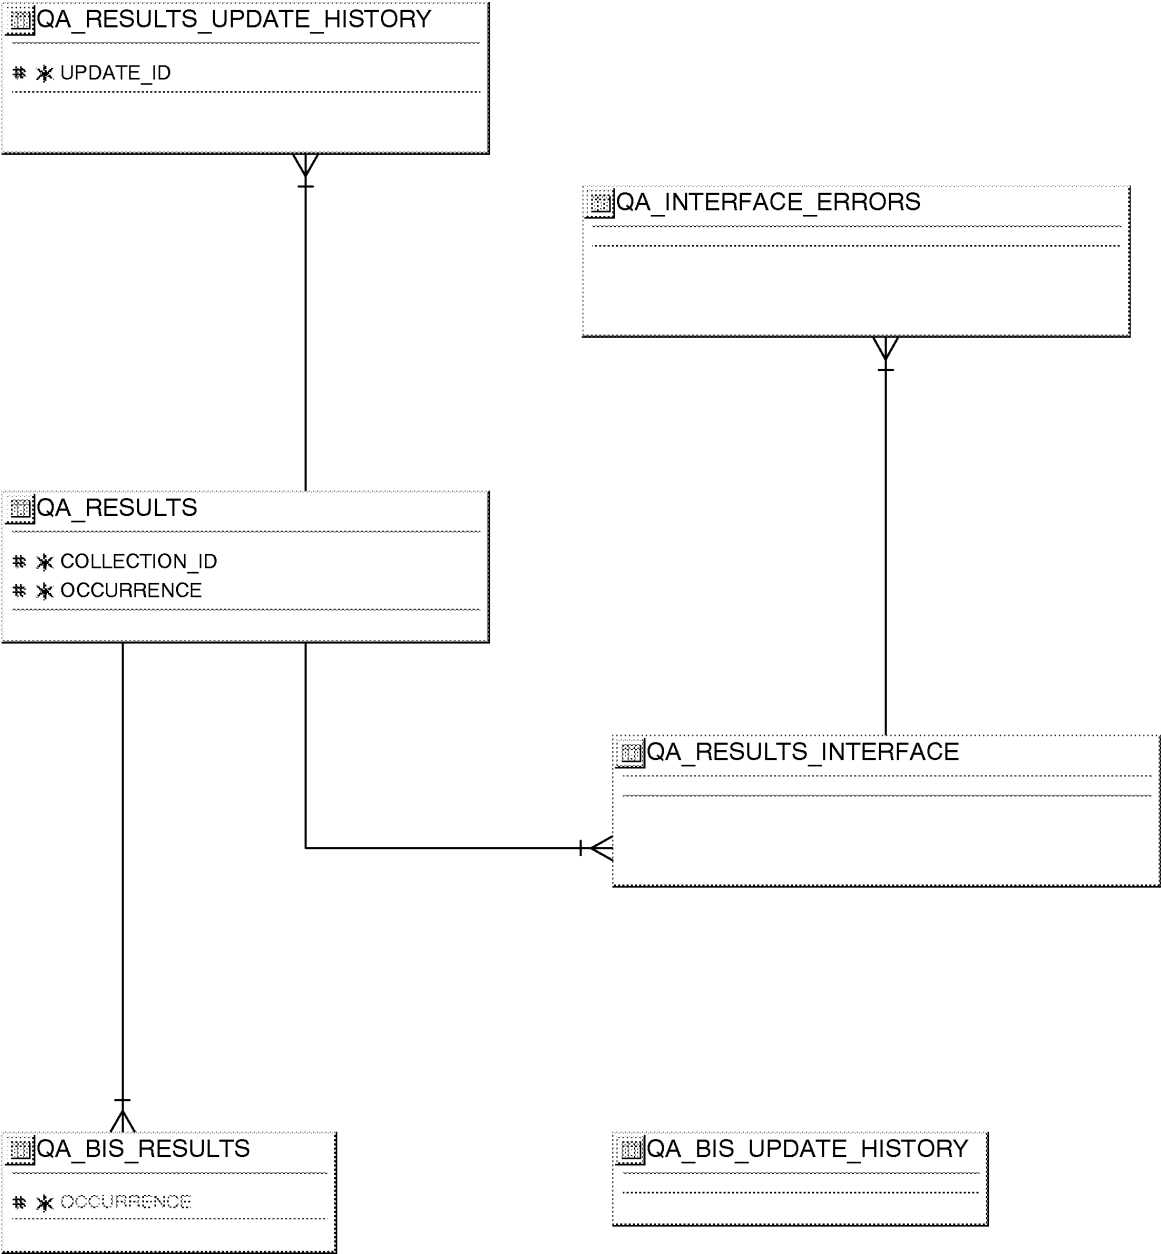 QA_RESULTS_UPDATE_HISTORY
# * UPDATE_ID
QA_INTERFACE_ERRORS
QA_RESULTS
# * COLLECTION_ID
# * OCCURRENCE
QA_RESULTS_INTERFACE
QA_BIS_RESULTS
# * OCCURRENCE
QA_BIS_UPDATE_HISTORY